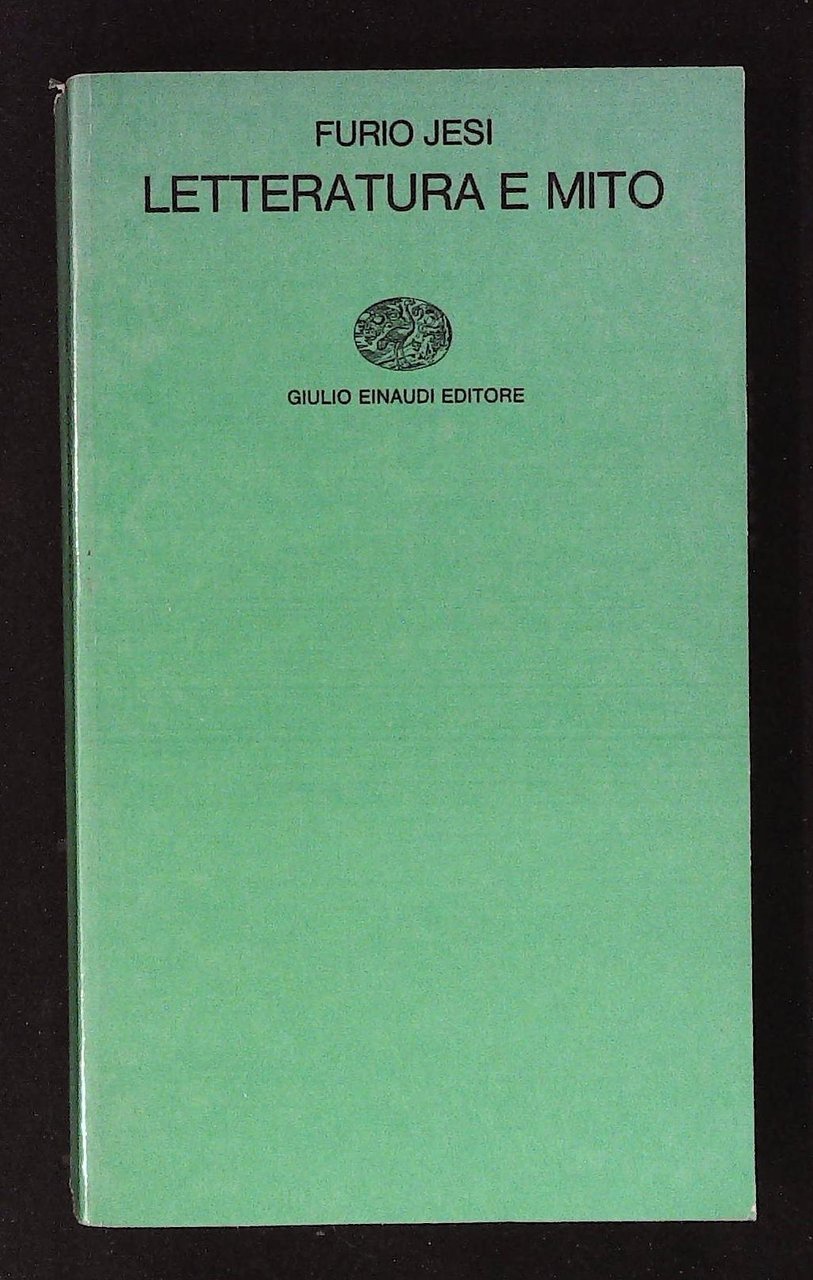 FURIO JESI
LETTERATURA E MITO
GIULIO EINAUDI EDITORE